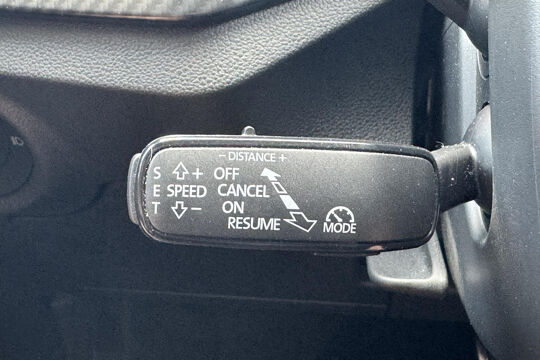 - DISTANCE +
S + OFF
E SPEED CANCEL
T - ON
RESUME
MODE